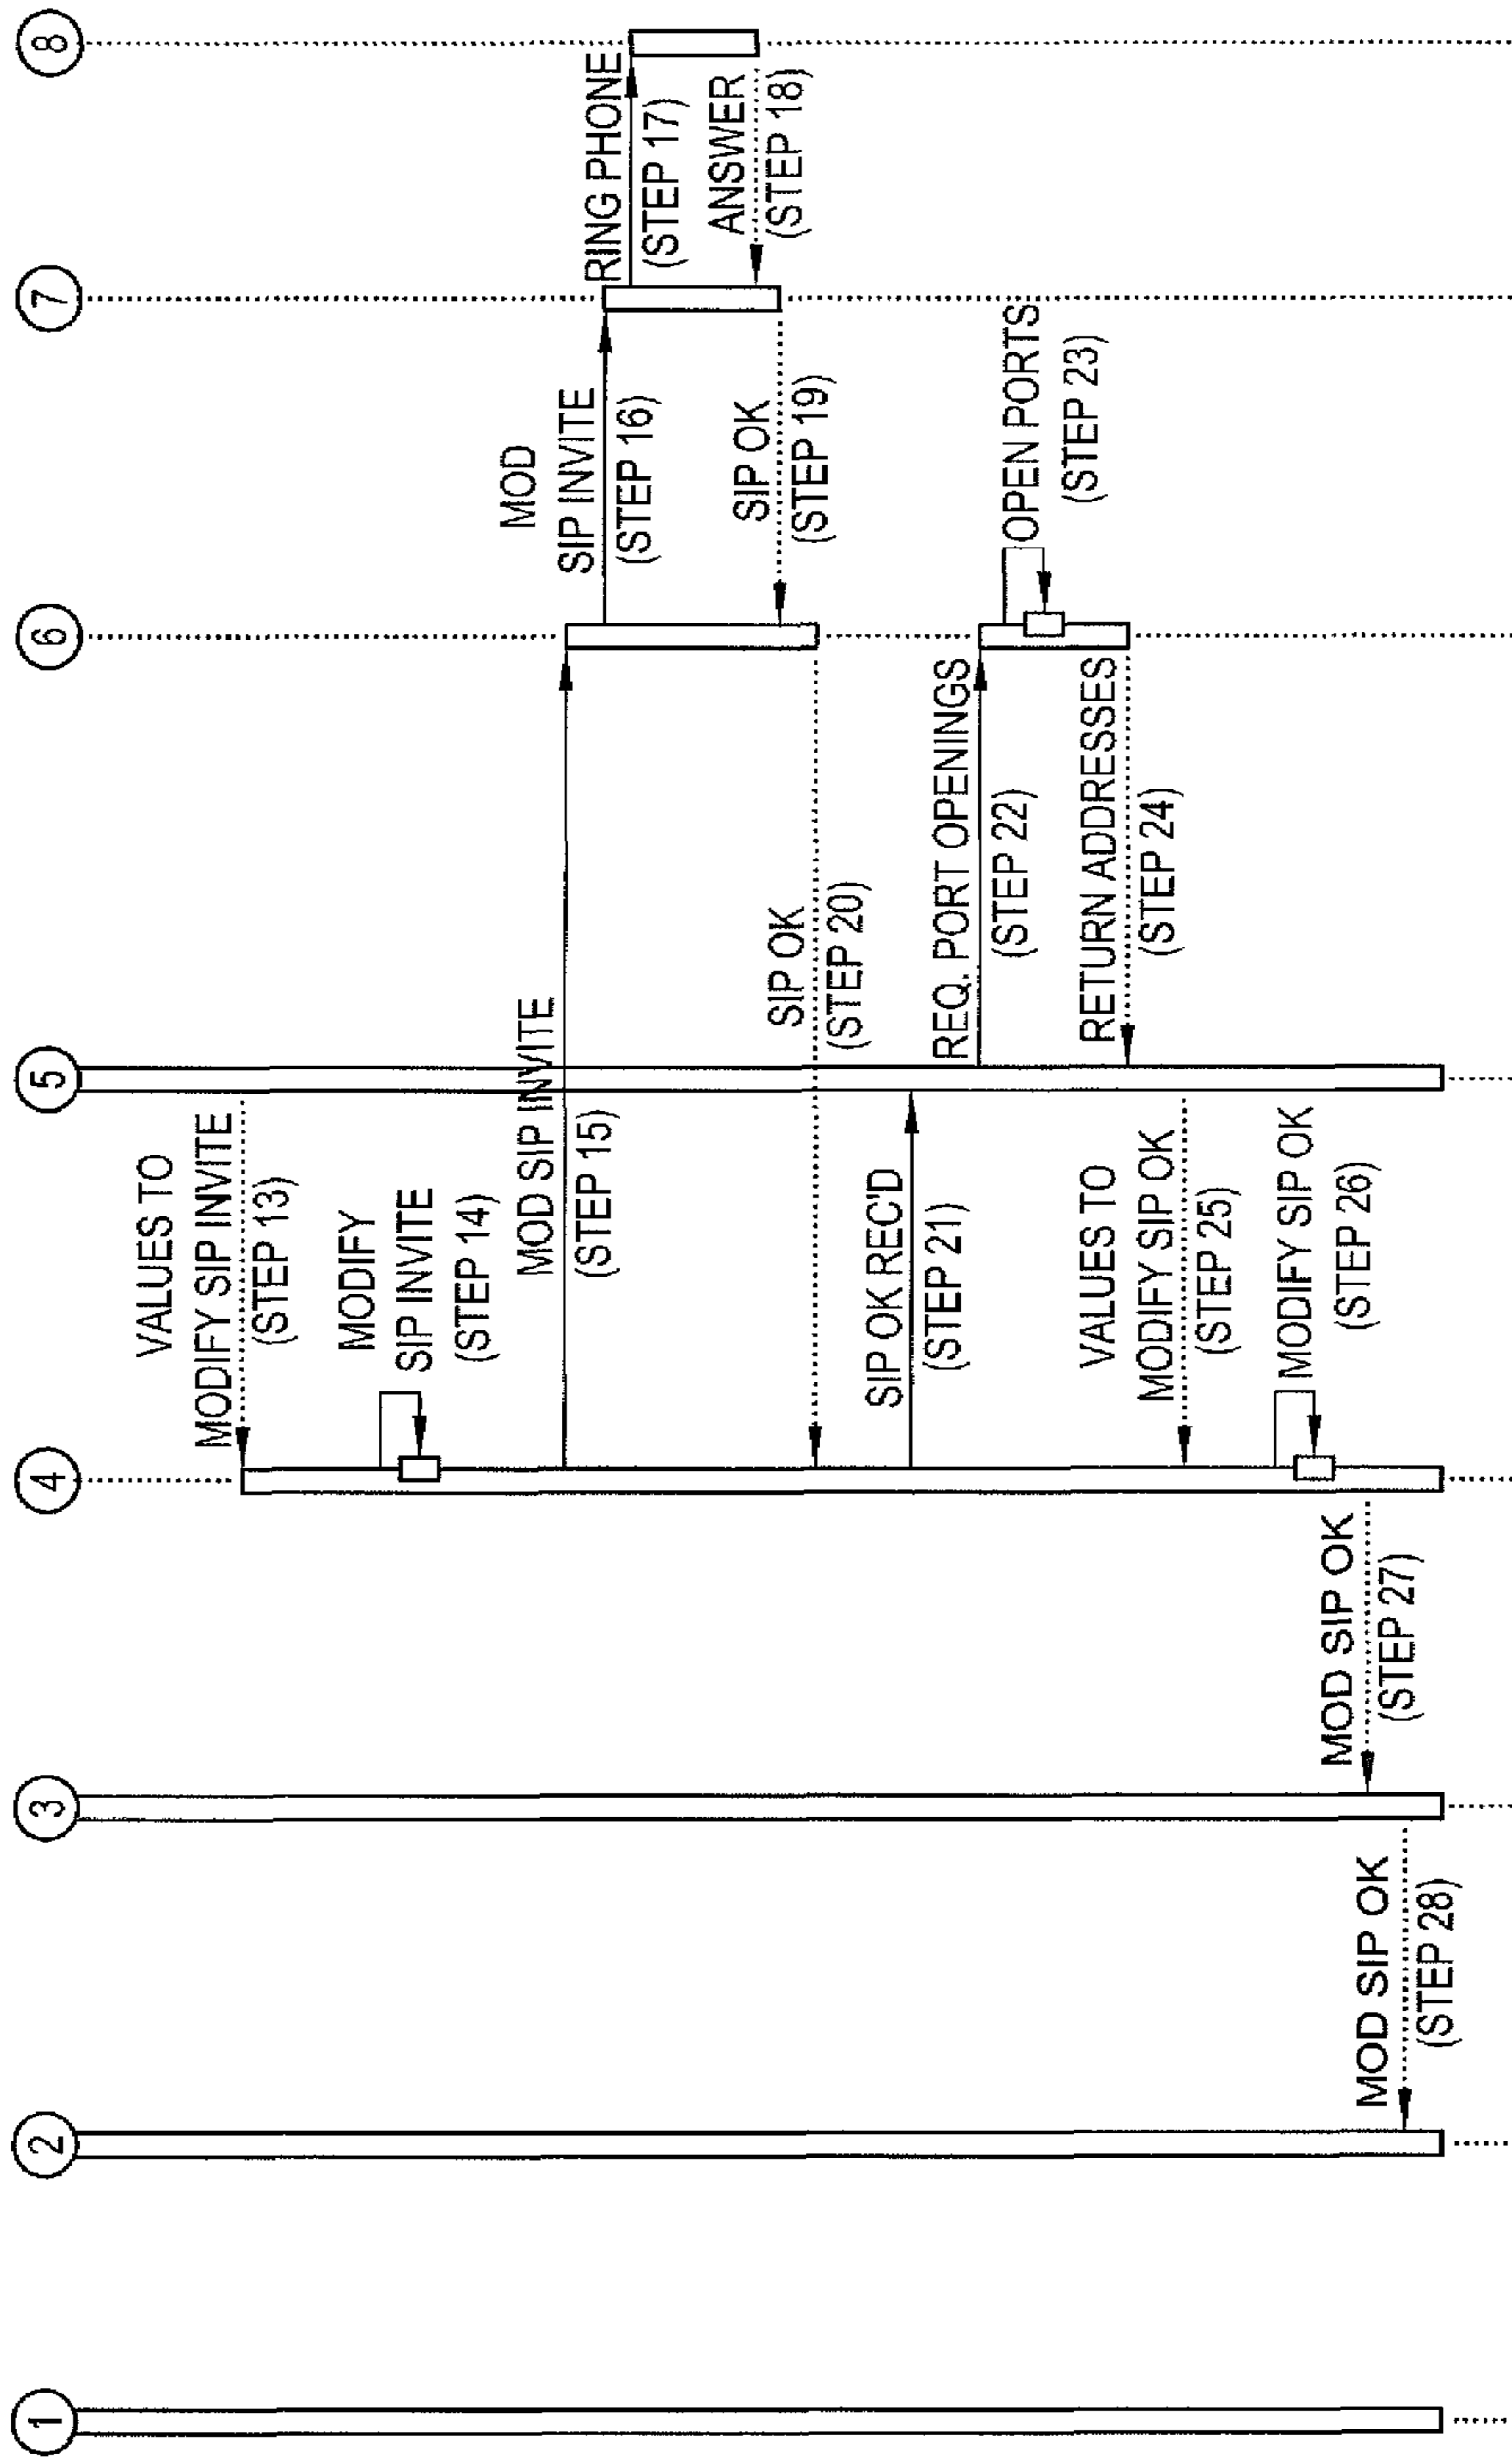 1
2
3
4
5
6
7
8
VALUES TO
MODIFY SIP INVITE
(STEP 13)
MODIFY
SIP INVITE
(STEP 14)
MOD SIP INVITE
(STEP 15)
MOD
SIP INVITE
(STEP 16)
RING PHONE
(STEP 17)
ANSWER
(STEP 18)
SIP OK
(STEP 19)
SIP OK
(STEP 20)
SIP OK REC'D
(STEP 21)
REQ. PORT OPENINGS
(STEP 22)
OPEN PORTS
(STEP 23)
RETURN ADDRESSES
(STEP 24)
VALUES TO
MODIFY SIP OK
(STEP 25)
MODIFY SIP OK
(STEP 26)
MOD SIP OK
(STEP 27)
MOD SIP OK
(STEP 28)